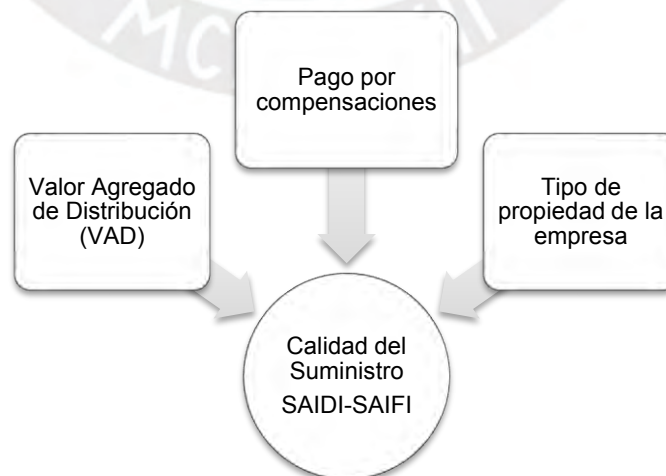 Pago por
compensaciones
Valor Agregado
de Distribución
(VAD)
Tipo de
propiedad de la
empresa
Calidad del
Suministro
SAIDI-SAIFI